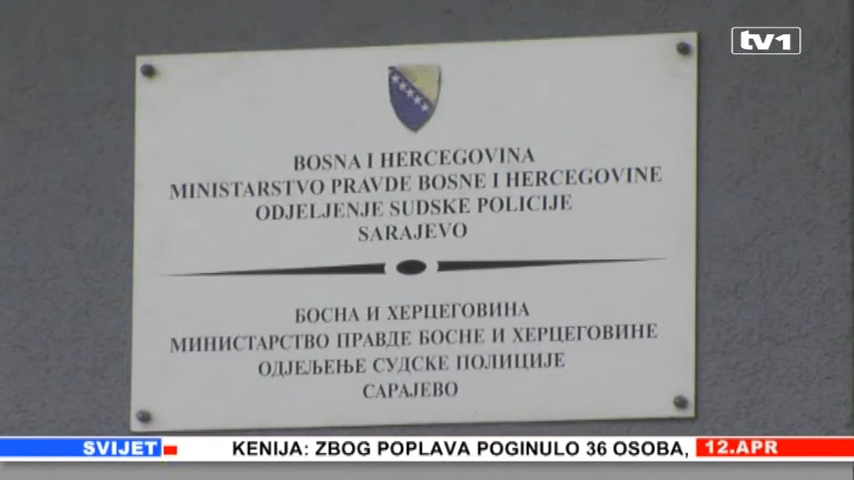 tv1
BOSNA I HERCEGOVINA
MINISTARSTVO PRAVDE BOSNE I HERCEGOVINE
ODJELJENJE SUDSKE POLICIJE
SARAJEVO
БОСНА И ХЕРЦЕГОВИНА
МИНИСТАРСТВО ПРАВДЕ БОСНЕ И ХЕРЦЕГОВИНЕ
ОДЈЕЉЕЊЕ СУДСКЕ ПОЛИЦИЈЕ
САРАЈЕВО
SVIJET KENIJA: ZBOG POPLAVA POGINULO 36 OSOBA, 12.APR